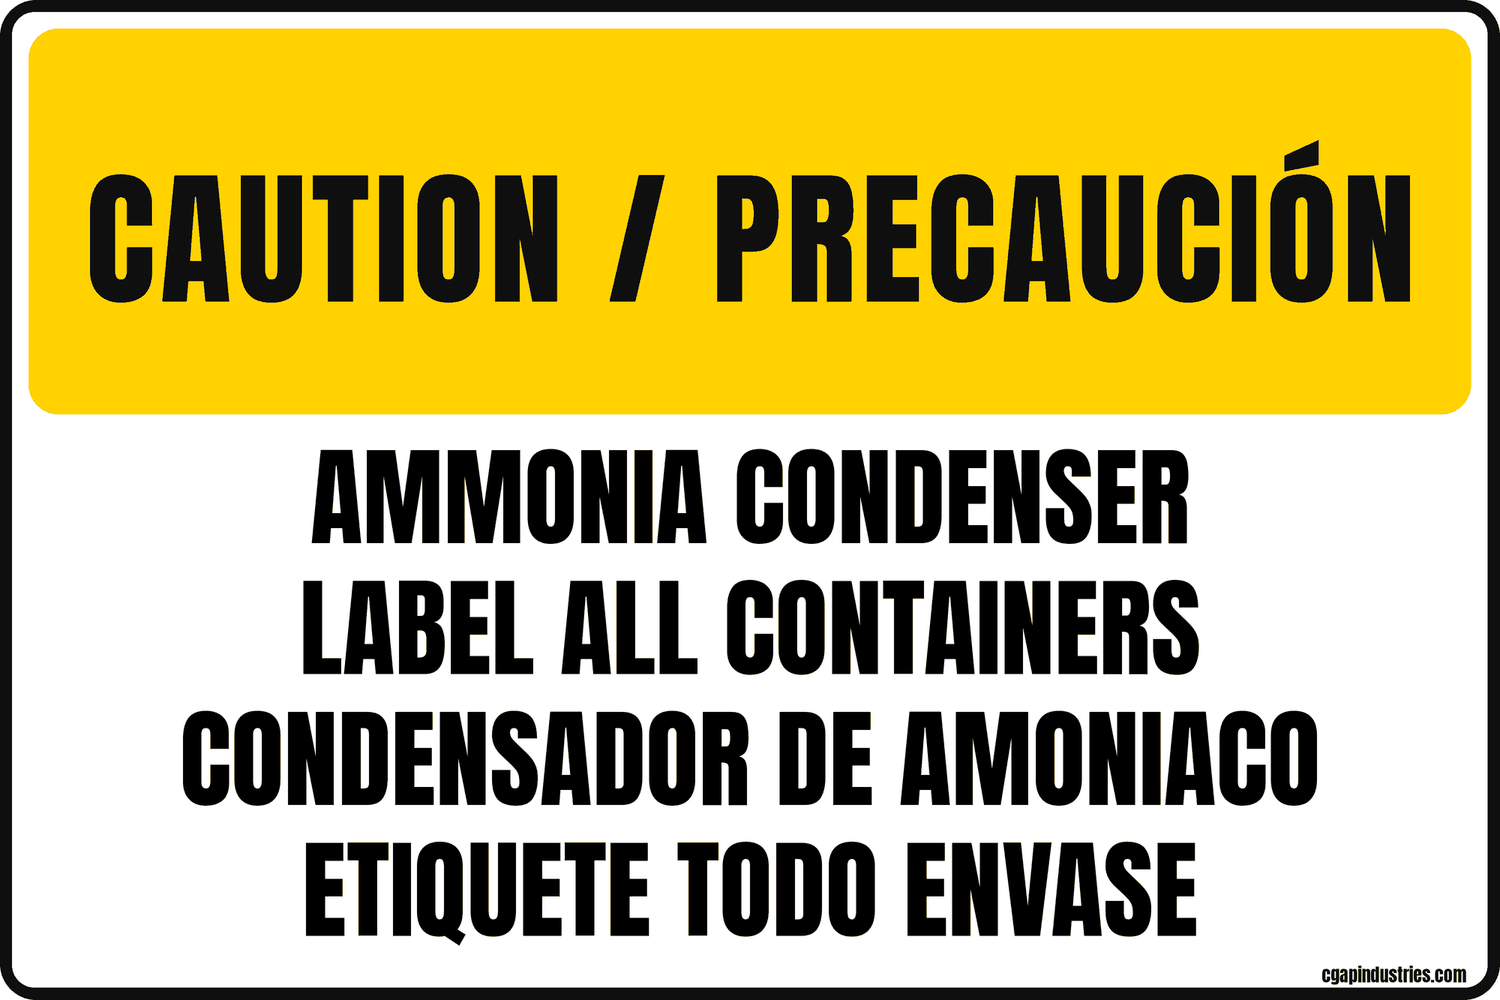 CAUTION / PRECAUCIÓN
AMMONIA CONDENSER
LABEL ALL CONTAINERS
CONDENSADOR DE AMONIACO
ETIQUETE TODO ENVASE
cgapindustries.com